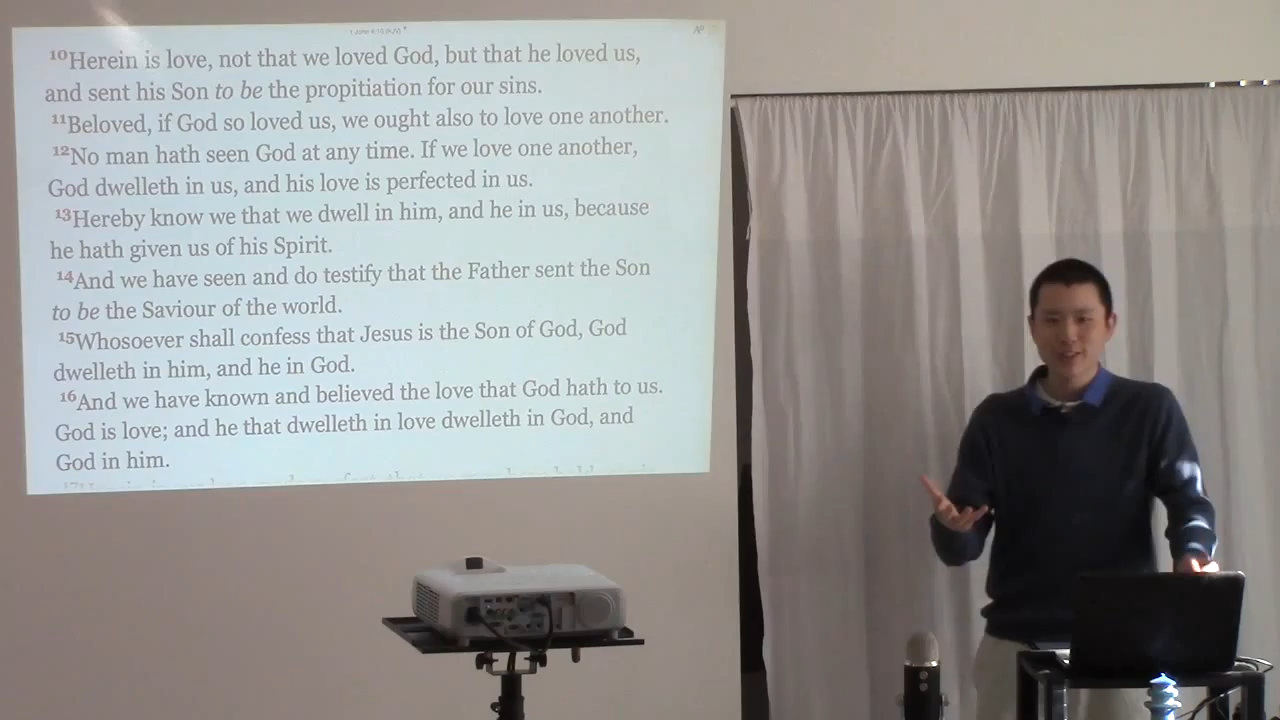 1 John 4:10 (KJV)
AP
10Herein is love, not that we loved God, but that he loved us,
and sent his Son to be the propitiation for our sins.
11Beloved, if God so loved us, we ought also to love one another.
12No man hath seen God at any time. If we love one another,
God dwelleth in us, and his love is perfected in us.
13Hereby know we that we dwell in him, and he in us, because
he hath given us of his Spirit.
14And we have seen and do testify that the Father sent the Son
to be the Saviour of the world.
15Whosoever shall confess that Jesus is the Son of God, God
dwelleth in him, and he in God.
16And we have known and believed the love that God hath to us.
God is love; and he that dwelleth in love dwelleth in God, and
God in him.